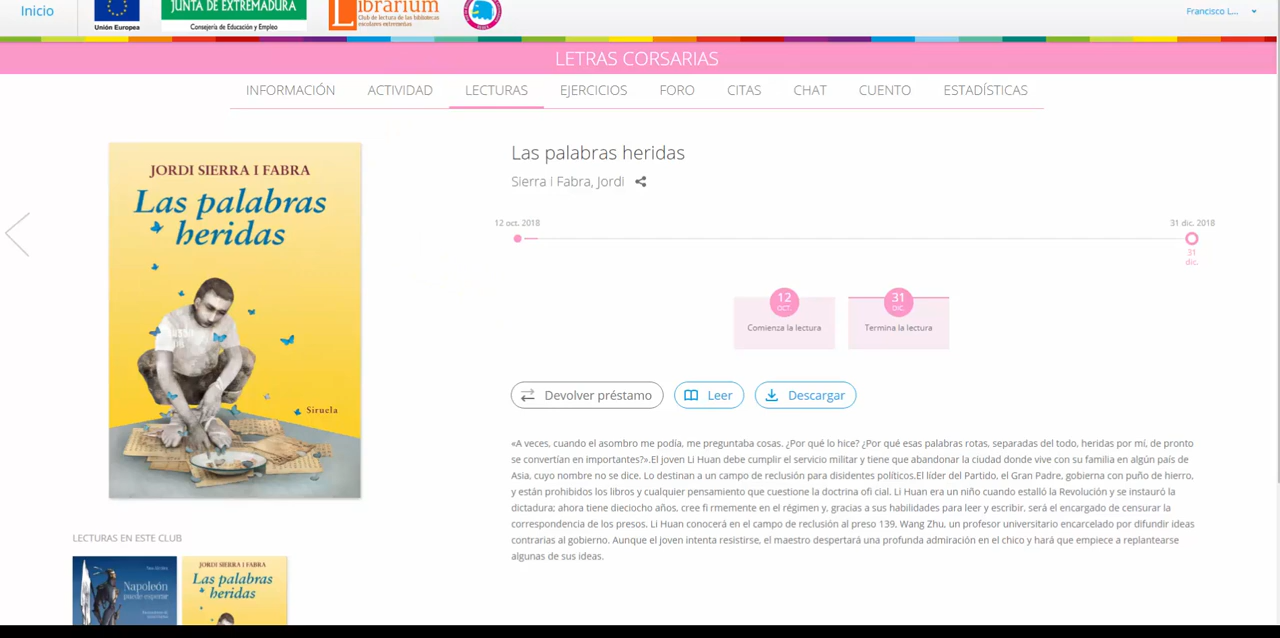 Inicio
Unión Europea
JUNTA DE EXTREMADURA
Consejería de Educación y Empleo
Librarium
Club de lectura de las bibliotecas
escolares extremeñas
Francisco L...
LETRAS CORSARIAS
INFORMACIÓN ACTIVIDAD LECTURAS EJERCICIOS FORO CITAS CHAT CUENTO ESTADÍSTICAS
JORDI SIERRA I FABRA
Las palabras
heridas
Siruela
Las palabras heridas
Sierra i Fabra, Jordi
12 oct. 2018
31 dic. 2018
31
dic.
12
OCT.
Comienza la lectura
31
DIC.
Termina la lectura
Devolver préstamo
Leer
Descargar
«A veces, cuando el asombro me podía, me preguntaba cosas. ¿Por qué lo hice? ¿Por qué esas palabras rotas, separadas del todo, heridas por mí, de pronto
se convertían en importantes?».El joven Li Huan debe cumplir el servicio militar y tiene que abandonar la ciudad donde vive con su familia en algún país de
Asia, cuyo nombre no se dice. Lo destinan a un campo de reclusión para disidentes políticos.El líder del Partido, el Gran Padre, gobierna con puño de hierro,
y están prohibidos los libros y cualquier pensamiento que cuestione la doctrina ofi cial. Li Huan era un niño cuando estalló la Revolución y se instauró la
dictadura; ahora tiene dieciocho años, cree fi rmemente en el régimen y, gracias a sus habilidades para leer y escribir, será el encargado de censurar la
correspondencia de los presos. Li Huan conocerá en el campo de reclusión al preso 139, Wang Zhu, un profesor universitario encarcelado por difundir ideas
contrarias al gobierno. Aunque el joven intenta resistirse, el maestro despertará una profunda admiración en el chico y hará que empiece a replantearse
algunas de sus ideas.
LECTURAS EN ESTE CLUB
Napoleón
puede esperar
JORDI SIERRA I FABRA
Las palabras
heridas